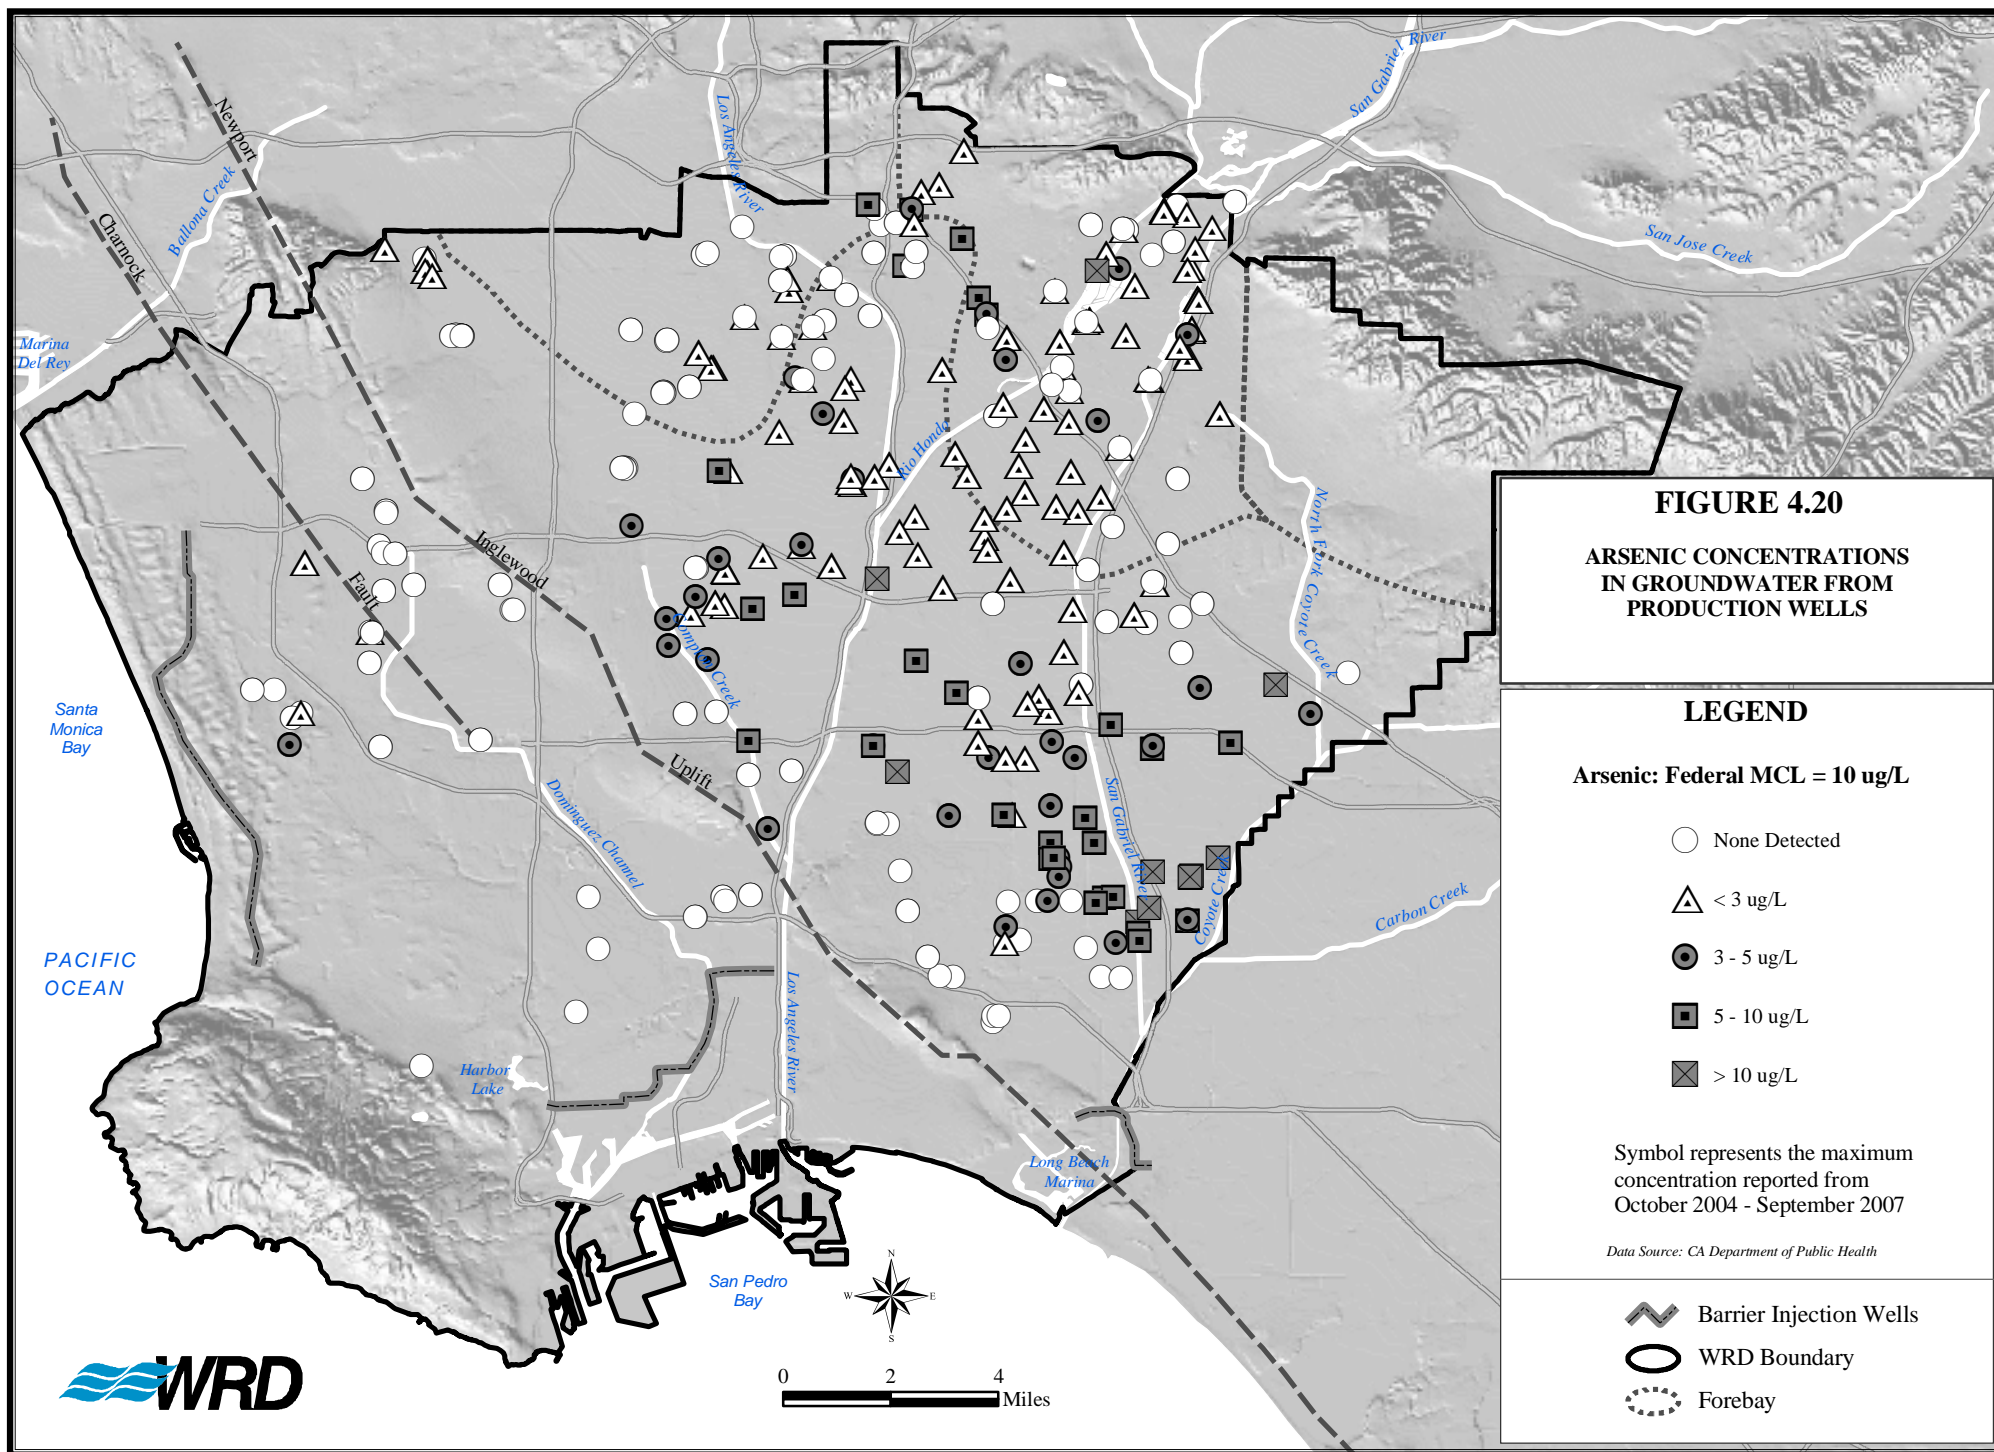 Newport
Los Angeles River
San Gabriel River
Ballona Creek
Charnock
San Jose Creek
Marina
Del Rey
Rio Hondo
North Fork Coyote Creek
Inglewood
Fault
Compton Creek
Santa
Monica
Bay
Uplift
Dominguez Channel
San Gabriel River
Coyote Creek
Carbon Creek
PACIFIC
OCEAN
Los Angeles River
Harbor
Lake
Long Beach
Marina
San Pedro
Bay
N
W
E
S
0 2 4
Miles
WRD
FIGURE 4.20
ARSENIC CONCENTRATIONS
IN GROUNDWATER FROM
PRODUCTION WELLS
LEGEND
Arsenic: Federal MCL = 10 ug/L
None Detected
< 3 ug/L
3 - 5 ug/L
5 - 10 ug/L
> 10 ug/L
Symbol represents the maximum
concentration reported from
October 2004 - September 2007
Data Source: CA Department of Public Health
Barrier Injection Wells
WRD Boundary
Forebay